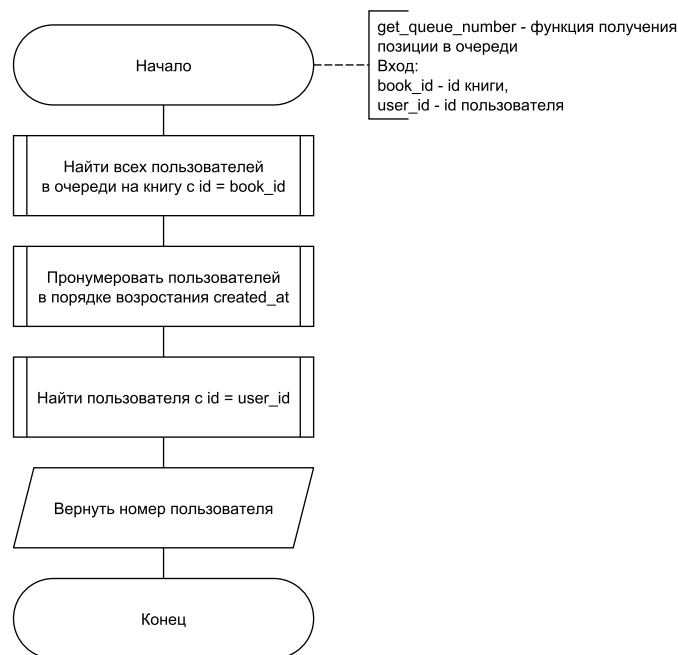 Начало
get_queue_number - функция получения
позиции в очереди
Вход:
book_id - id книги,
user_id - id пользователя
Найти всех пользователей
в очереди на книгу с id = book_id
Пронумеровать пользователей
в порядке возростания created_at
Найти пользователя с id = user_id
Вернуть номер пользователя
Конец